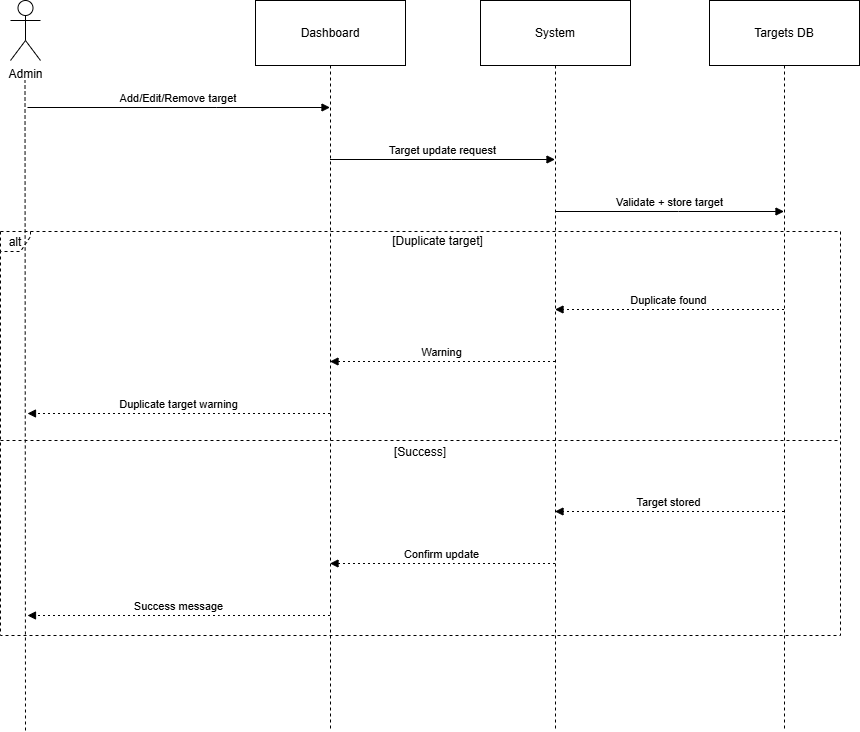 Dashboard
System
Targets DB
Admin
Add/Edit/Remove target
Target update request
Validate + store target
alt
[Duplicate target]
Duplicate found
Warning
Duplicate target warning
[Success]
Target stored
Confirm update
Success message